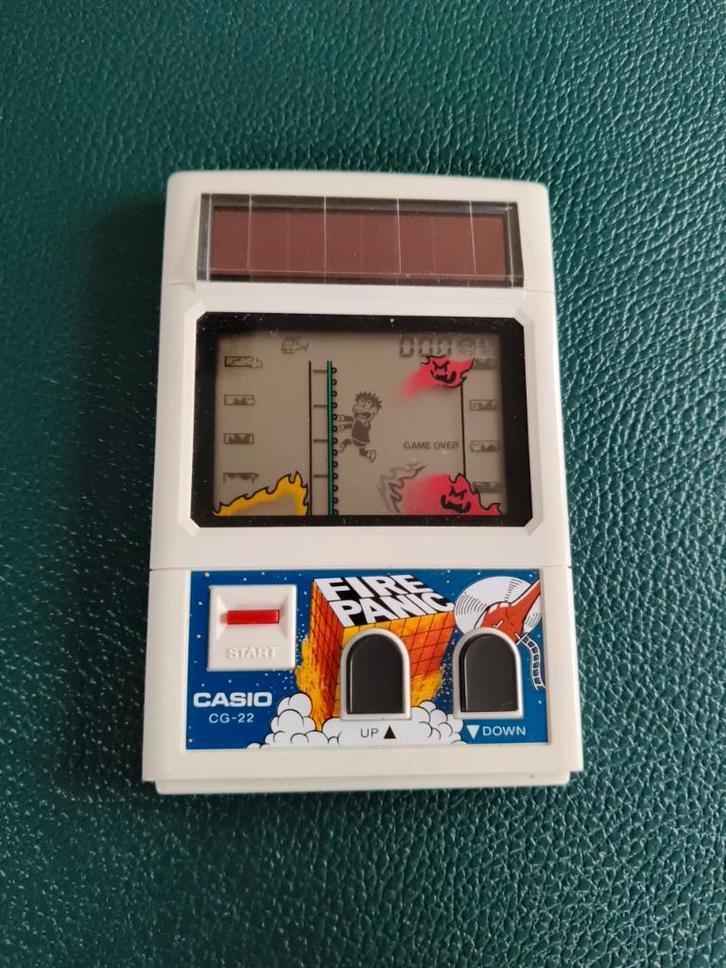 GAME OVER
FIRE
PANIC
START
CASIO
CG-22
UP ▲
▼ DOWN